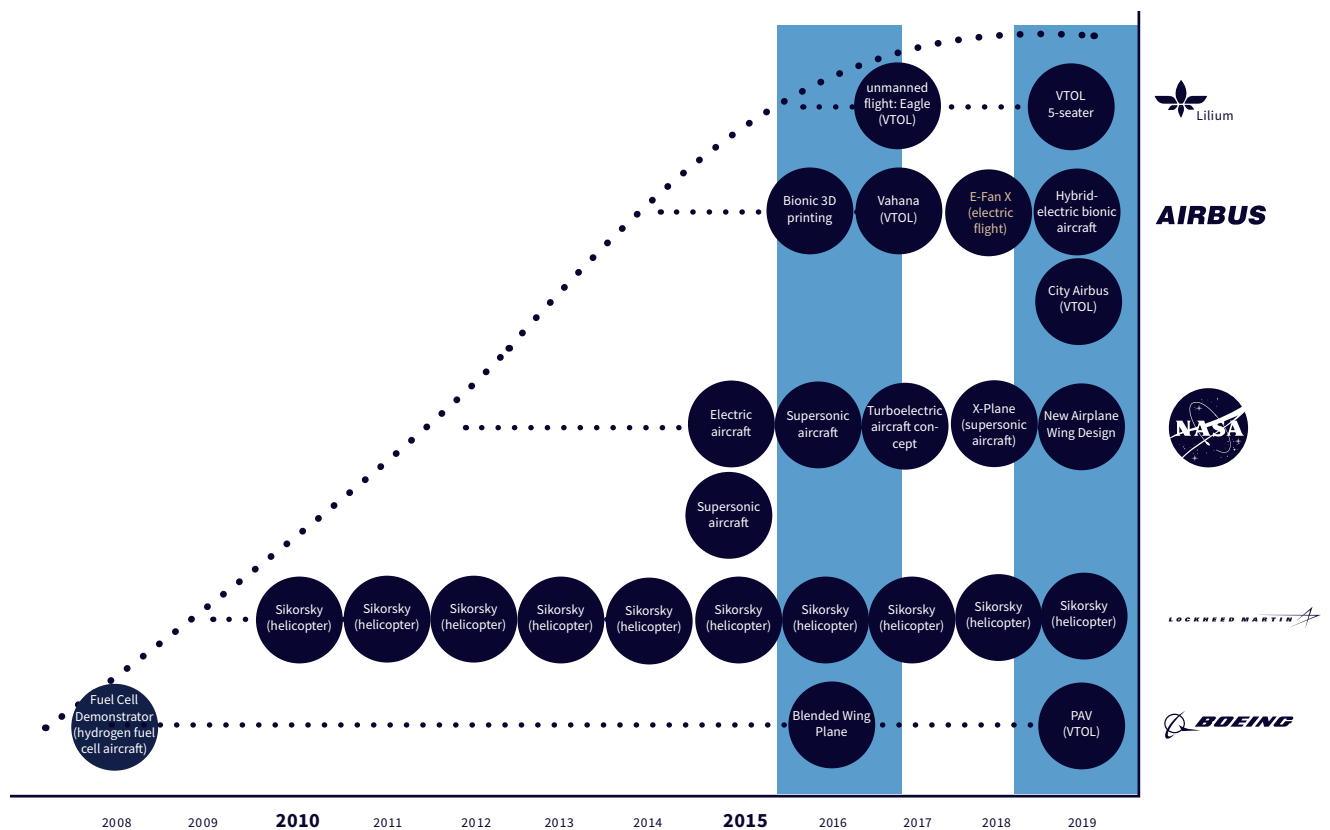 unmanned
flight: Eagle
(VTOL)
VTOL
5-seater
Lilium
Bionic 3D
printing
Vahana
(VTOL)
E-Fan X
(electric
flight)
Hybrid-
electric bionic
aircraft
AIRBUS
City Airbus
(VTOL)
Electric
aircraft
Supersonic
aircraft
Turboelectric
aircraft con-
cept
X-Plane
(supersonic
aircraft)
New Airplane
Wing Design
NASA
Supersonic
aircraft
Sikorsky
(helicopter)
Sikorsky
(helicopter)
Sikorsky
(helicopter)
Sikorsky
(helicopter)
Sikorsky
(helicopter)
Sikorsky
(helicopter)
Sikorsky
(helicopter)
Sikorsky
(helicopter)
Sikorsky
(helicopter)
Sikorsky
(helicopter)
LOCKHEED MARTIN
Fuel Cell
Demonstrator
(hydrogen fuel
cell aircraft)
Blended Wing
Plane
PAV
(VTOL)
BOEING
2008 2009 2010 2011 2012 2013 2014 2015 2016 2017 2018 2019